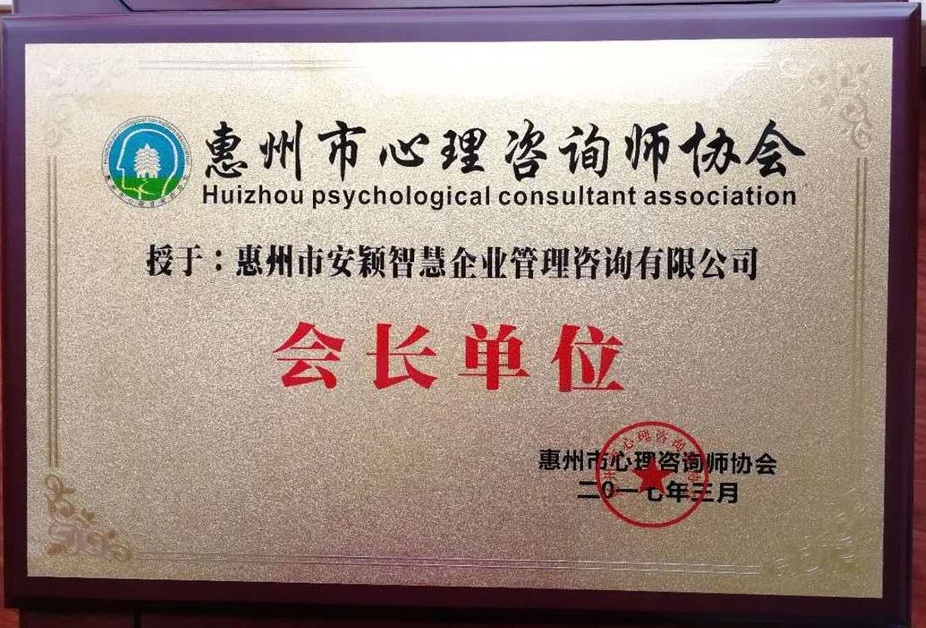 惠州市心理咨询师协会
Huizhou psychological consultant association
授于：惠州市安颖智慧企业管理咨询有限公司
会长单位
惠州市心理咨询师协会
二0一七年三月